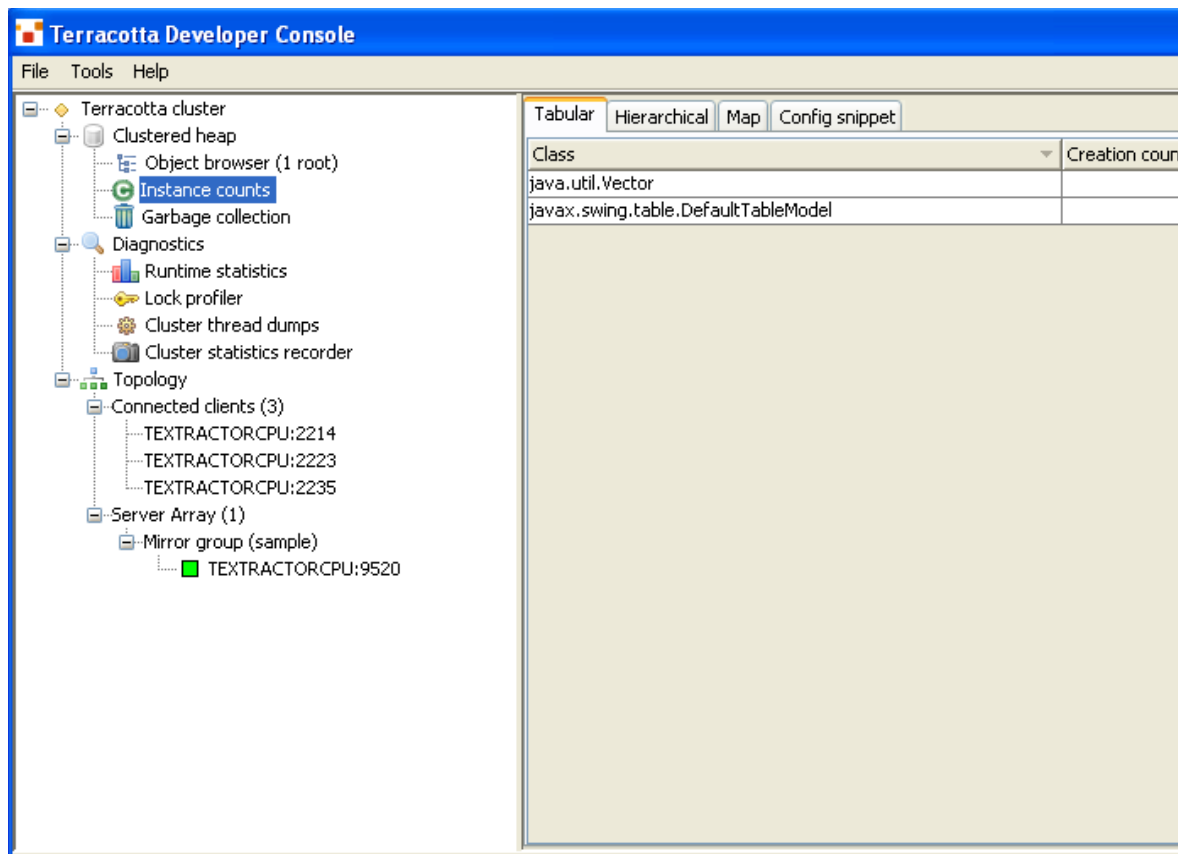 Terracotta Developer Console
File Tools Help
Terracotta cluster
Clustered heap
Object browser (1 root)
Instance counts
Garbage collection
Diagnostics
Runtime statistics
Lock profiler
Cluster thread dumps
Cluster statistics recorder
Topology
Connected clients (3)
TEXTRACTORCPU:2214
TEXTRACTORCPU:2223
TEXTRACTORCPU:2235
Server Array (1)
Mirror group (sample)
TEXTRACTORCPU:9520
Tabular Hierarchical Map Config snippet
Class Creation coun
java.util.Vector
javax.swing.table.DefaultTableModel